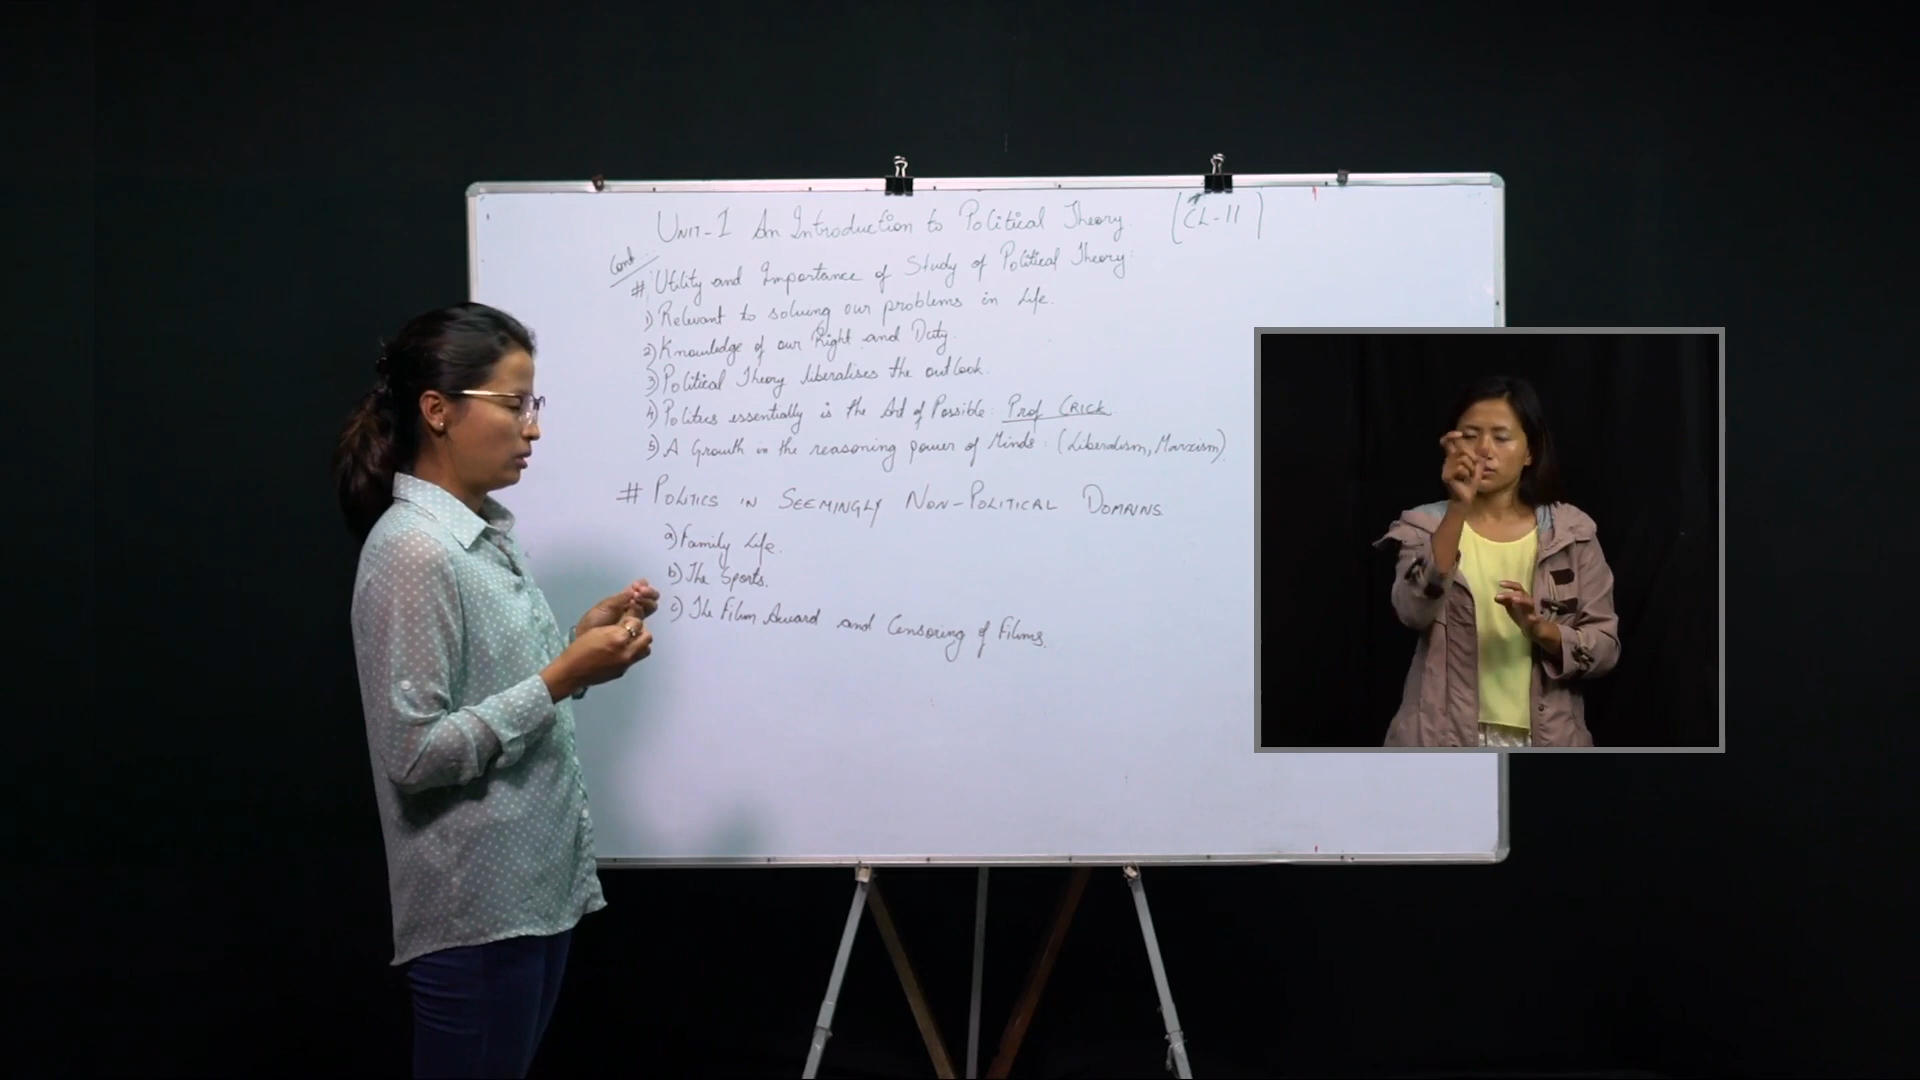 UNIT-1 An Introduction to Political Theory. (CL-11)
Cont...
# Utility and Importance of Study of Political Theory:
1) Relevant to solving our problems in Life.
2) Knowledge of our Right and Duty.
3) Political Theory liberalises the outlook.
4) Politics essentially is the Art of Possible: Prof CRICK.
5) A Growth in the reasoning power of Minds: (Liberalism, Marxism).
# POLITICS IN SEEMINGLY NON-POLITICAL DOMAINS.
a) Family Life.
b) The Sports.
c) The Film Award and Censoring of Films.